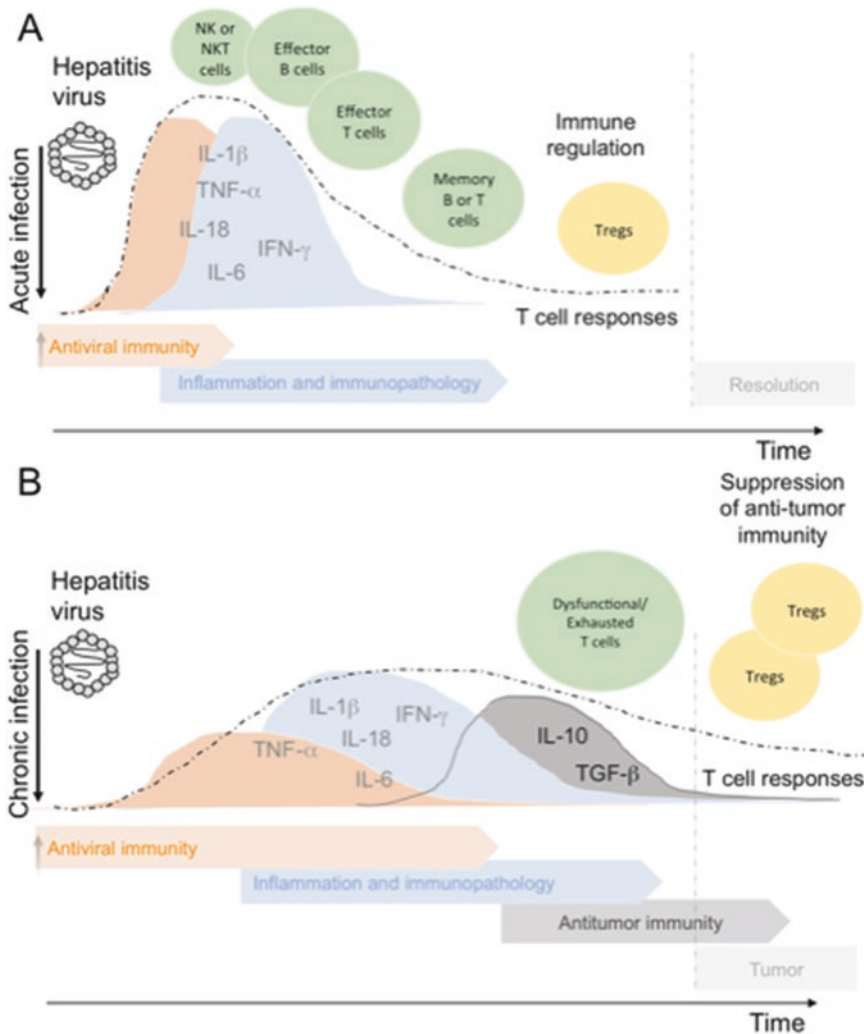 A
Hepatitis
virus
NK or
NKT
cells
Effector
B cells
Effector
T cells
Memory
B or T
cells
Immune
regulation
Tregs
Acute infection
IL-1β
TNF-α
IL-18
IFN-γ
IL-6
T cell responses
Antiviral immunity
Inflammation and immunopathology
Resolution
Time
B
Suppression
of anti-tumor
immunity
Hepatitis
virus
Dysfunctional/
Exhausted
T cells
Tregs
Tregs
Chronic infection
IL-1β
IFN-γ
TNF-α
IL-18
IL-6
IL-10
TGF-β
T cell responses
Antiviral immunity
Inflammation and immunopathology
Antitumor immunity
Tumor
Time